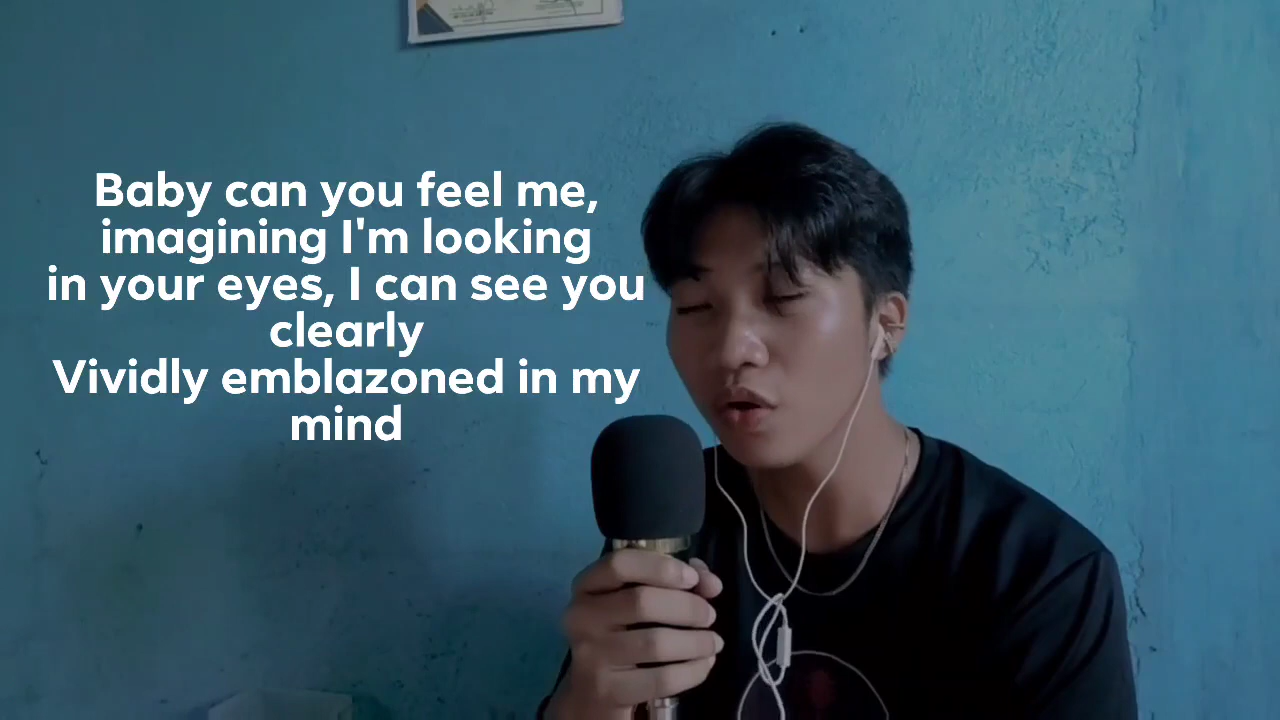 Baby can you feel me,
imagining I'm looking
in your eyes, I can see you
clearly
Vividly emblazoned in my
mind